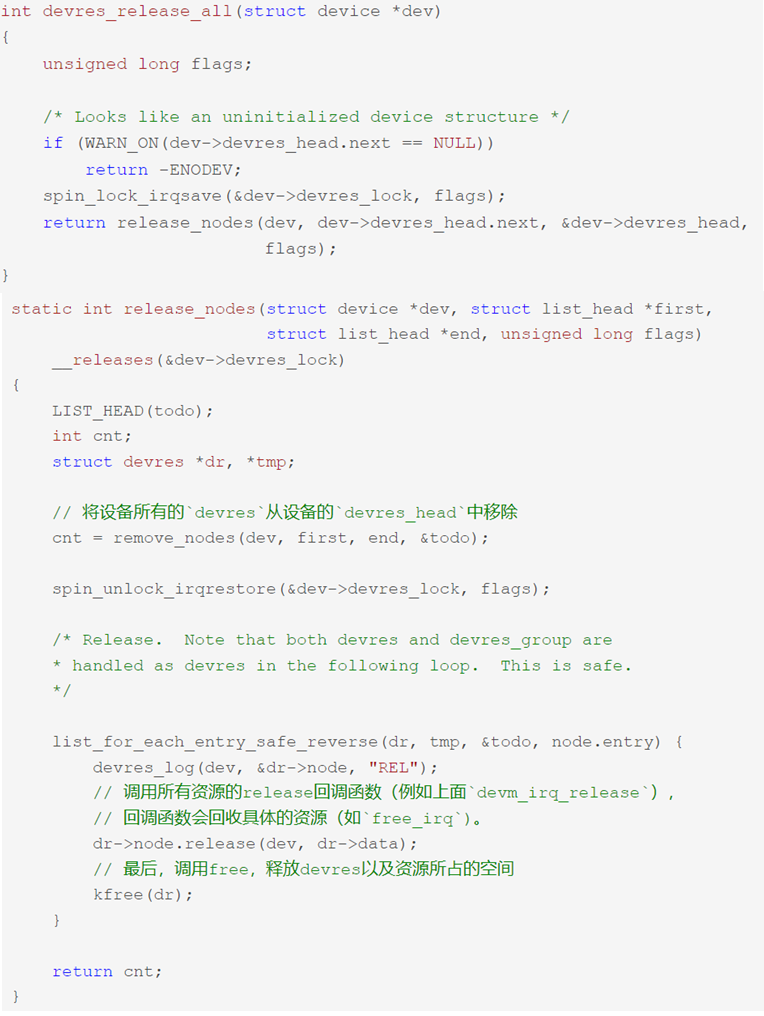 int devres_release_all(struct device *dev)
{
    unsigned long flags;

    /* Looks like an uninitialized device structure */
    if (WARN_ON(dev->devres_head.next == NULL))
        return -ENODEV;
    spin_lock_irqsave(&dev->devres_lock, flags);
    return release_nodes(dev, dev->devres_head.next, &dev->devres_head,
                         flags);
}
static int release_nodes(struct device *dev, struct list_head *first,
                         struct list_head *end, unsigned long flags)
    __releases(&dev->devres_lock)
{
    LIST_HEAD(todo);
    int cnt;
    struct devres *dr, *tmp;

    // 将设备所有的`devres`从设备的`devres_head`中移除
    cnt = remove_nodes(dev, first, end, &todo);

    spin_unlock_irqrestore(&dev->devres_lock, flags);

    /* Release.  Note that both devres and devres_group are
    * handled as devres in the following loop.  This is safe.
    */

    list_for_each_entry_safe_reverse(dr, tmp, &todo, node.entry) {
        devres_log(dev, &dr->node, "REL");
        // 调用所有资源的release回调函数（例如上面`devm_irq_release`），
        // 回调函数会回收具体的资源（如`free_irq`)。
        dr->node.release(dev, dr->data);
        // 最后，调用free，释放devres以及资源所占的空间
        kfree(dr);
    }

    return cnt;
}